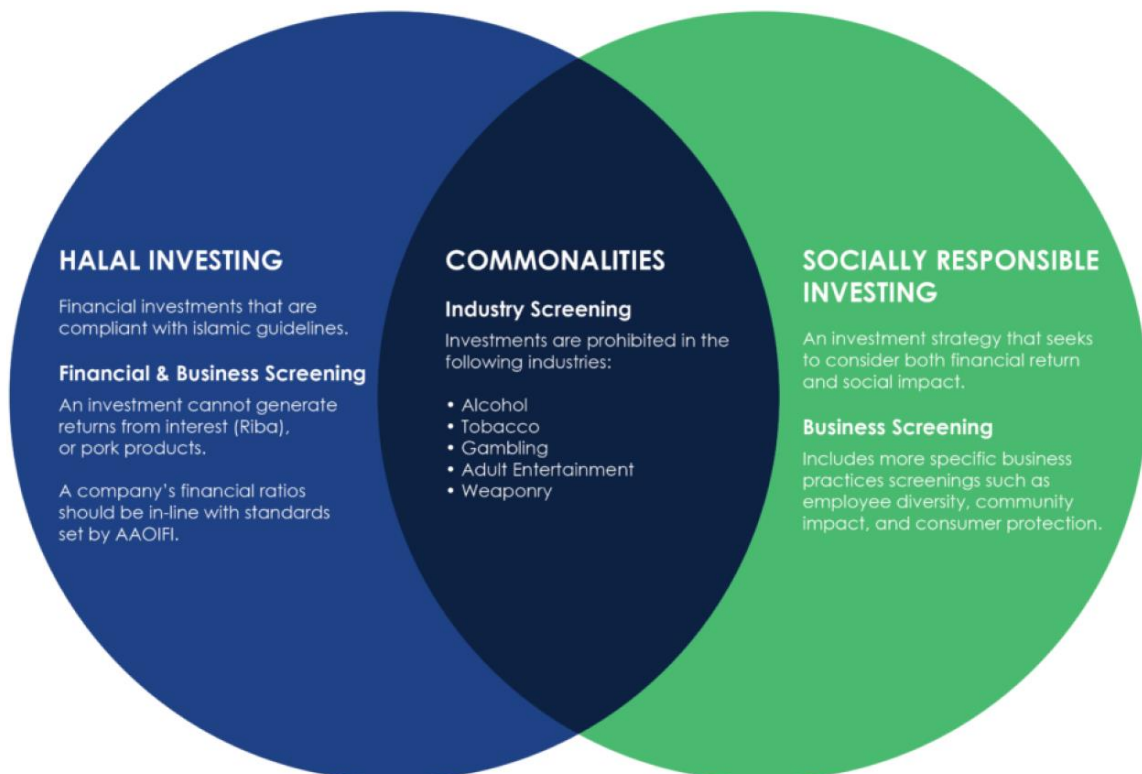 HALAL INVESTING
Financial investments that are
compliant with islamic guidelines.
Financial & Business Screening
An investment cannot generate
returns from interest (Riba),
or pork products.
A company's financial ratios
should be in-line with standards
set by AAOIFI.
COMMONALITIES
Industry Screening
Investments are prohibited in the
following industries:
• Alcohol
• Tobacco
• Gambling
• Adult Entertainment
• Weaponry
SOCIALLY RESPONSIBLE
INVESTING
An investment strategy that seeks
to consider both financial return
and social impact.
Business Screening
Includes more specific business
practices screenings such as
employee diversity, community
impact, and consumer protection.